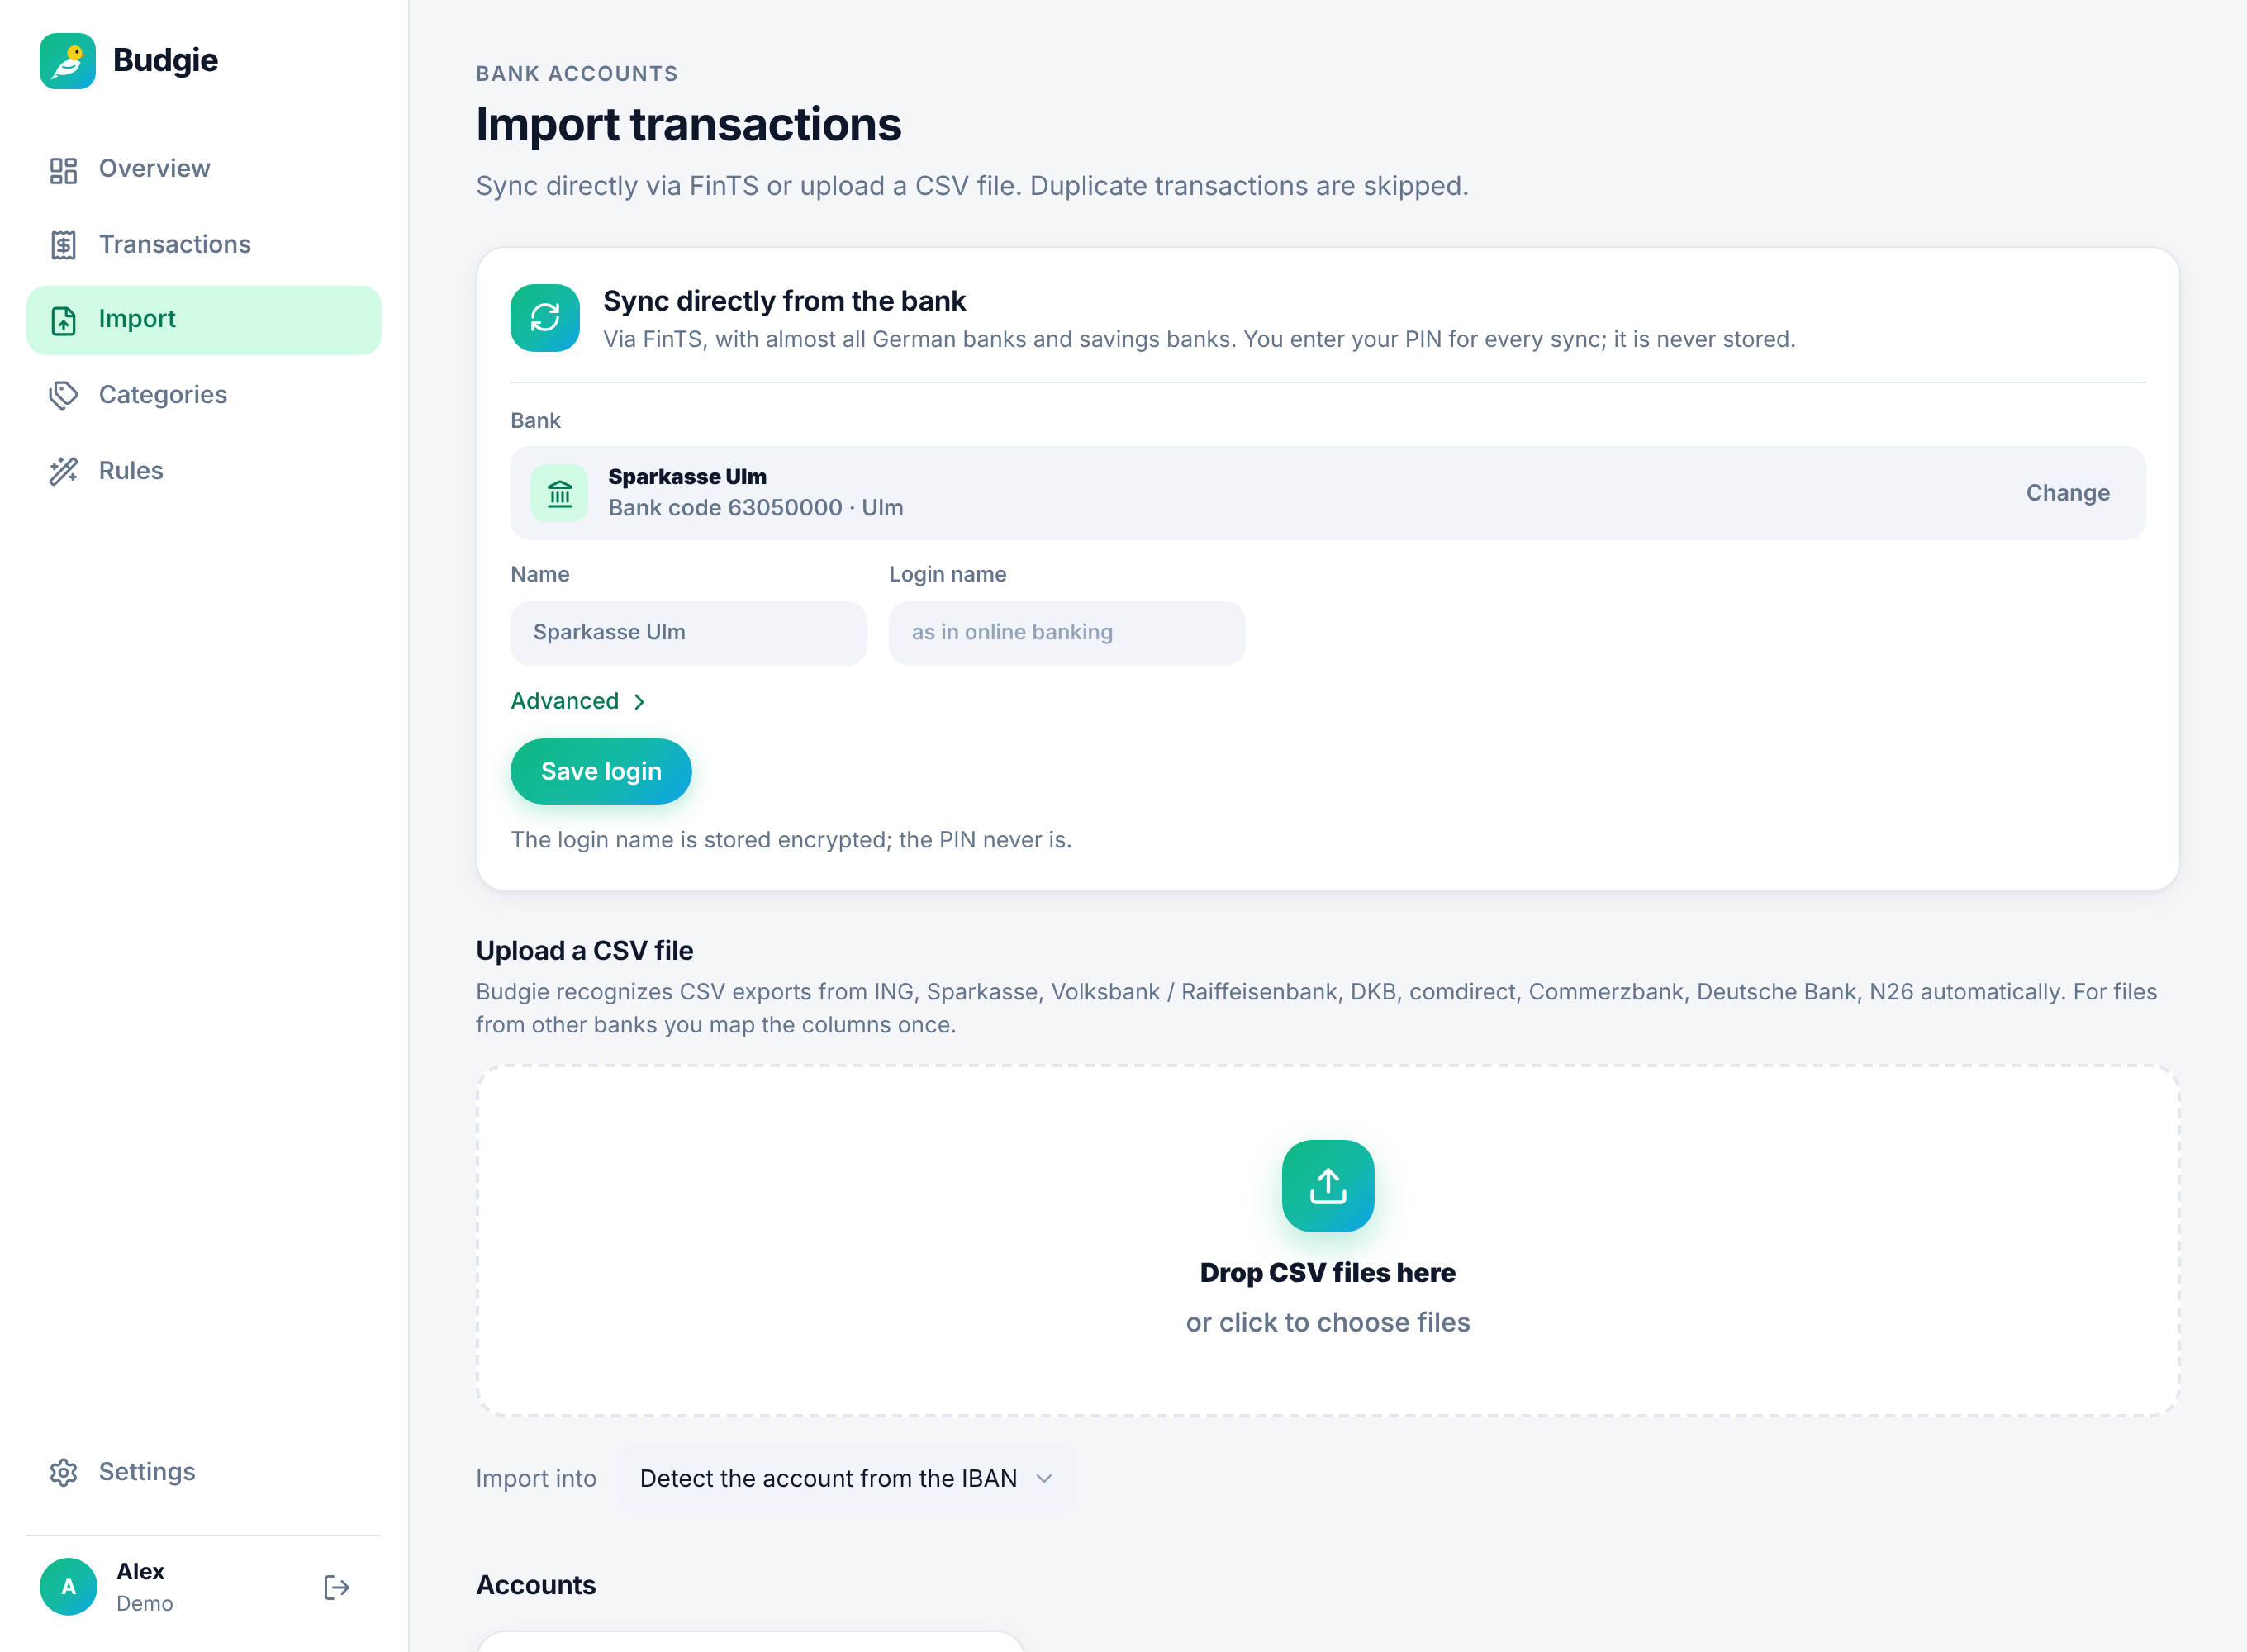 Budgie
Overview
Transactions
Import
Categories
Rules
Settings
A
Alex
Demo
BANK ACCOUNTS
Import transactions
Sync directly via FinTS or upload a CSV file. Duplicate transactions are skipped.
Sync directly from the bank
Via FinTS, with almost all German banks and savings banks. You enter your PIN for every sync; it is never stored.
Bank
Sparkasse Ulm
Bank code 63050000 · Ulm
Change
Name
Login name
Sparkasse Ulm
as in online banking
Advanced
Save login
The login name is stored encrypted; the PIN never is.
Upload a CSV file
Budgie recognizes CSV exports from ING, Sparkasse, Volksbank / Raiffeisenbank, DKB, comdirect, Commerzbank, Deutsche Bank, N26 automatically. For files
from other banks you map the columns once.
Drop CSV files here
or click to choose files
Import into
Detect the account from the IBAN
Accounts